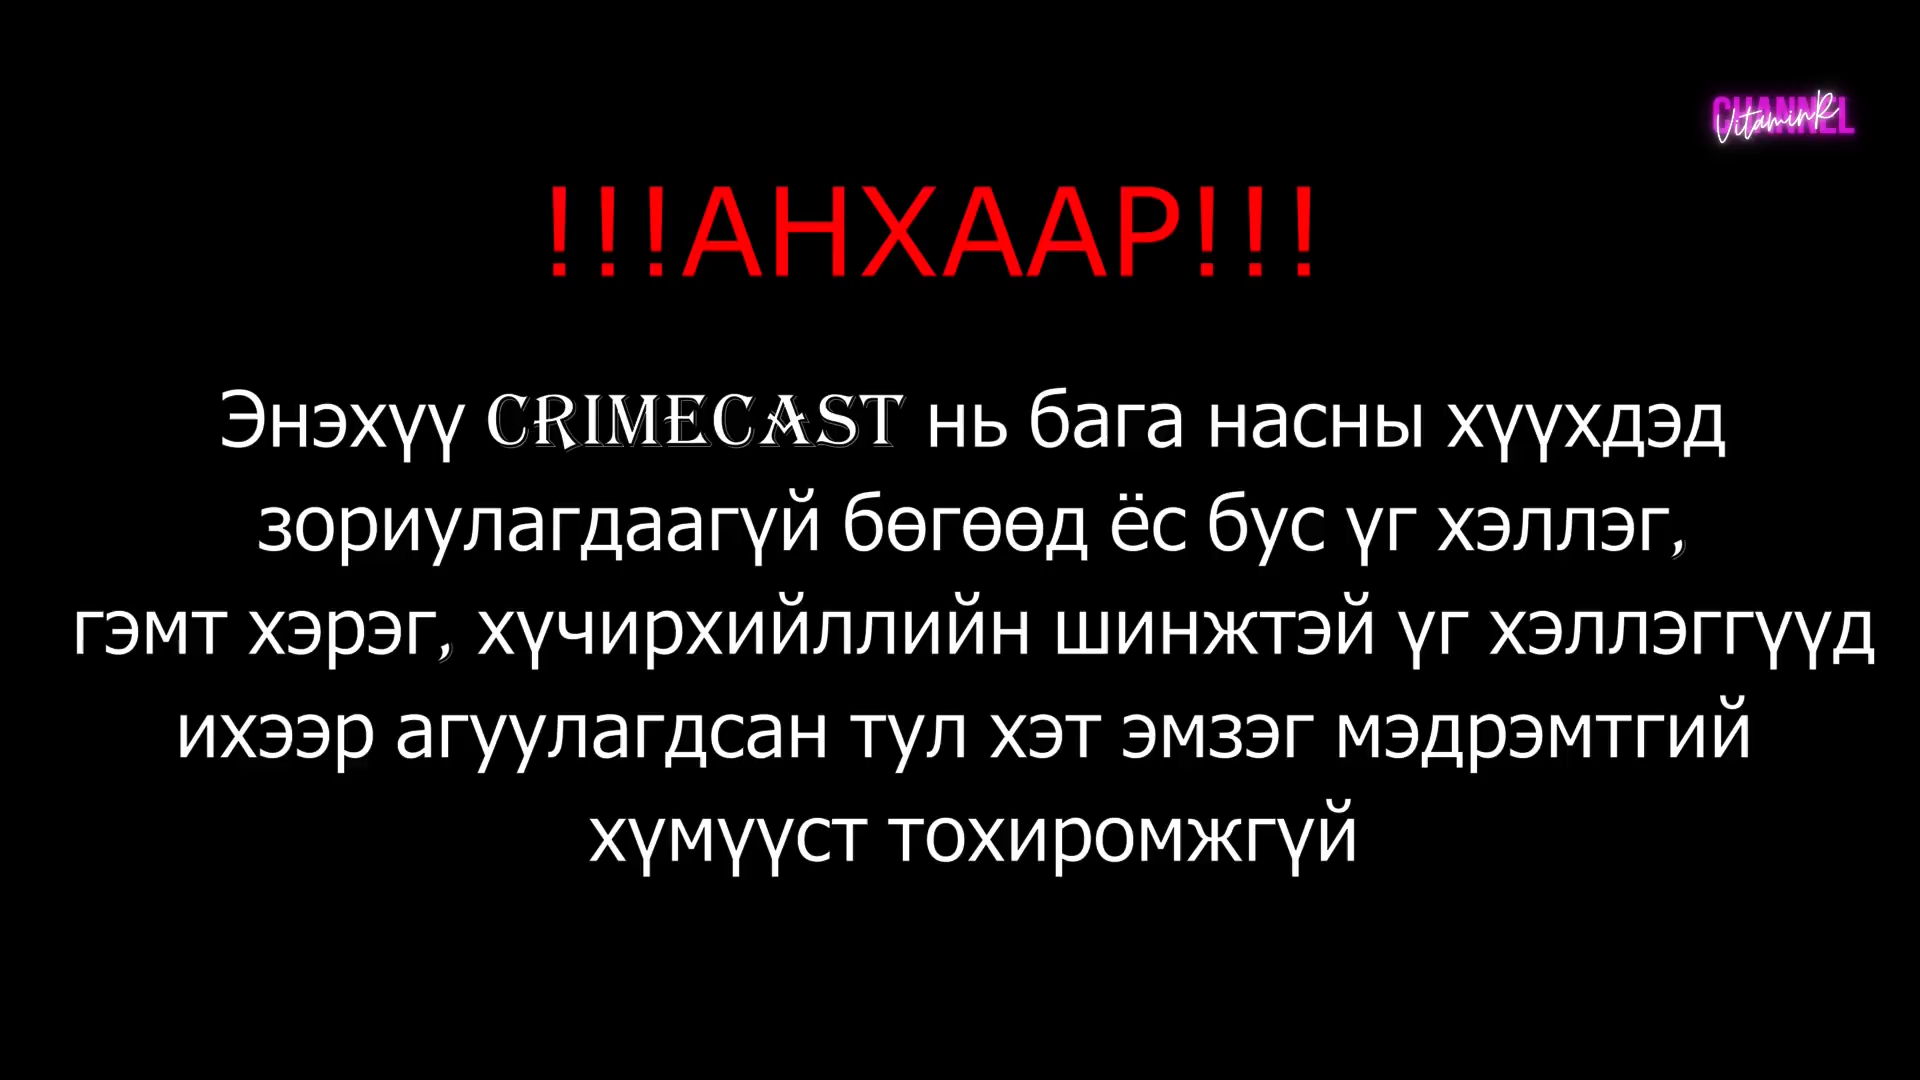 CHANNEL
VitaminR
!!!АНХААР!!!
Энэхүү CRIMECAST нь бага насны хүүхдэд
зориулагдаагүй бөгөөд ёс бус үг хэллэг,
гэмт хэрэг, хүчирхийллийн шинжтэй үг хэллэггүүд
ихээр агуулагдсан тул хэт эмзэг мэдрэмтгий
хүмүүст тохиромжгүй